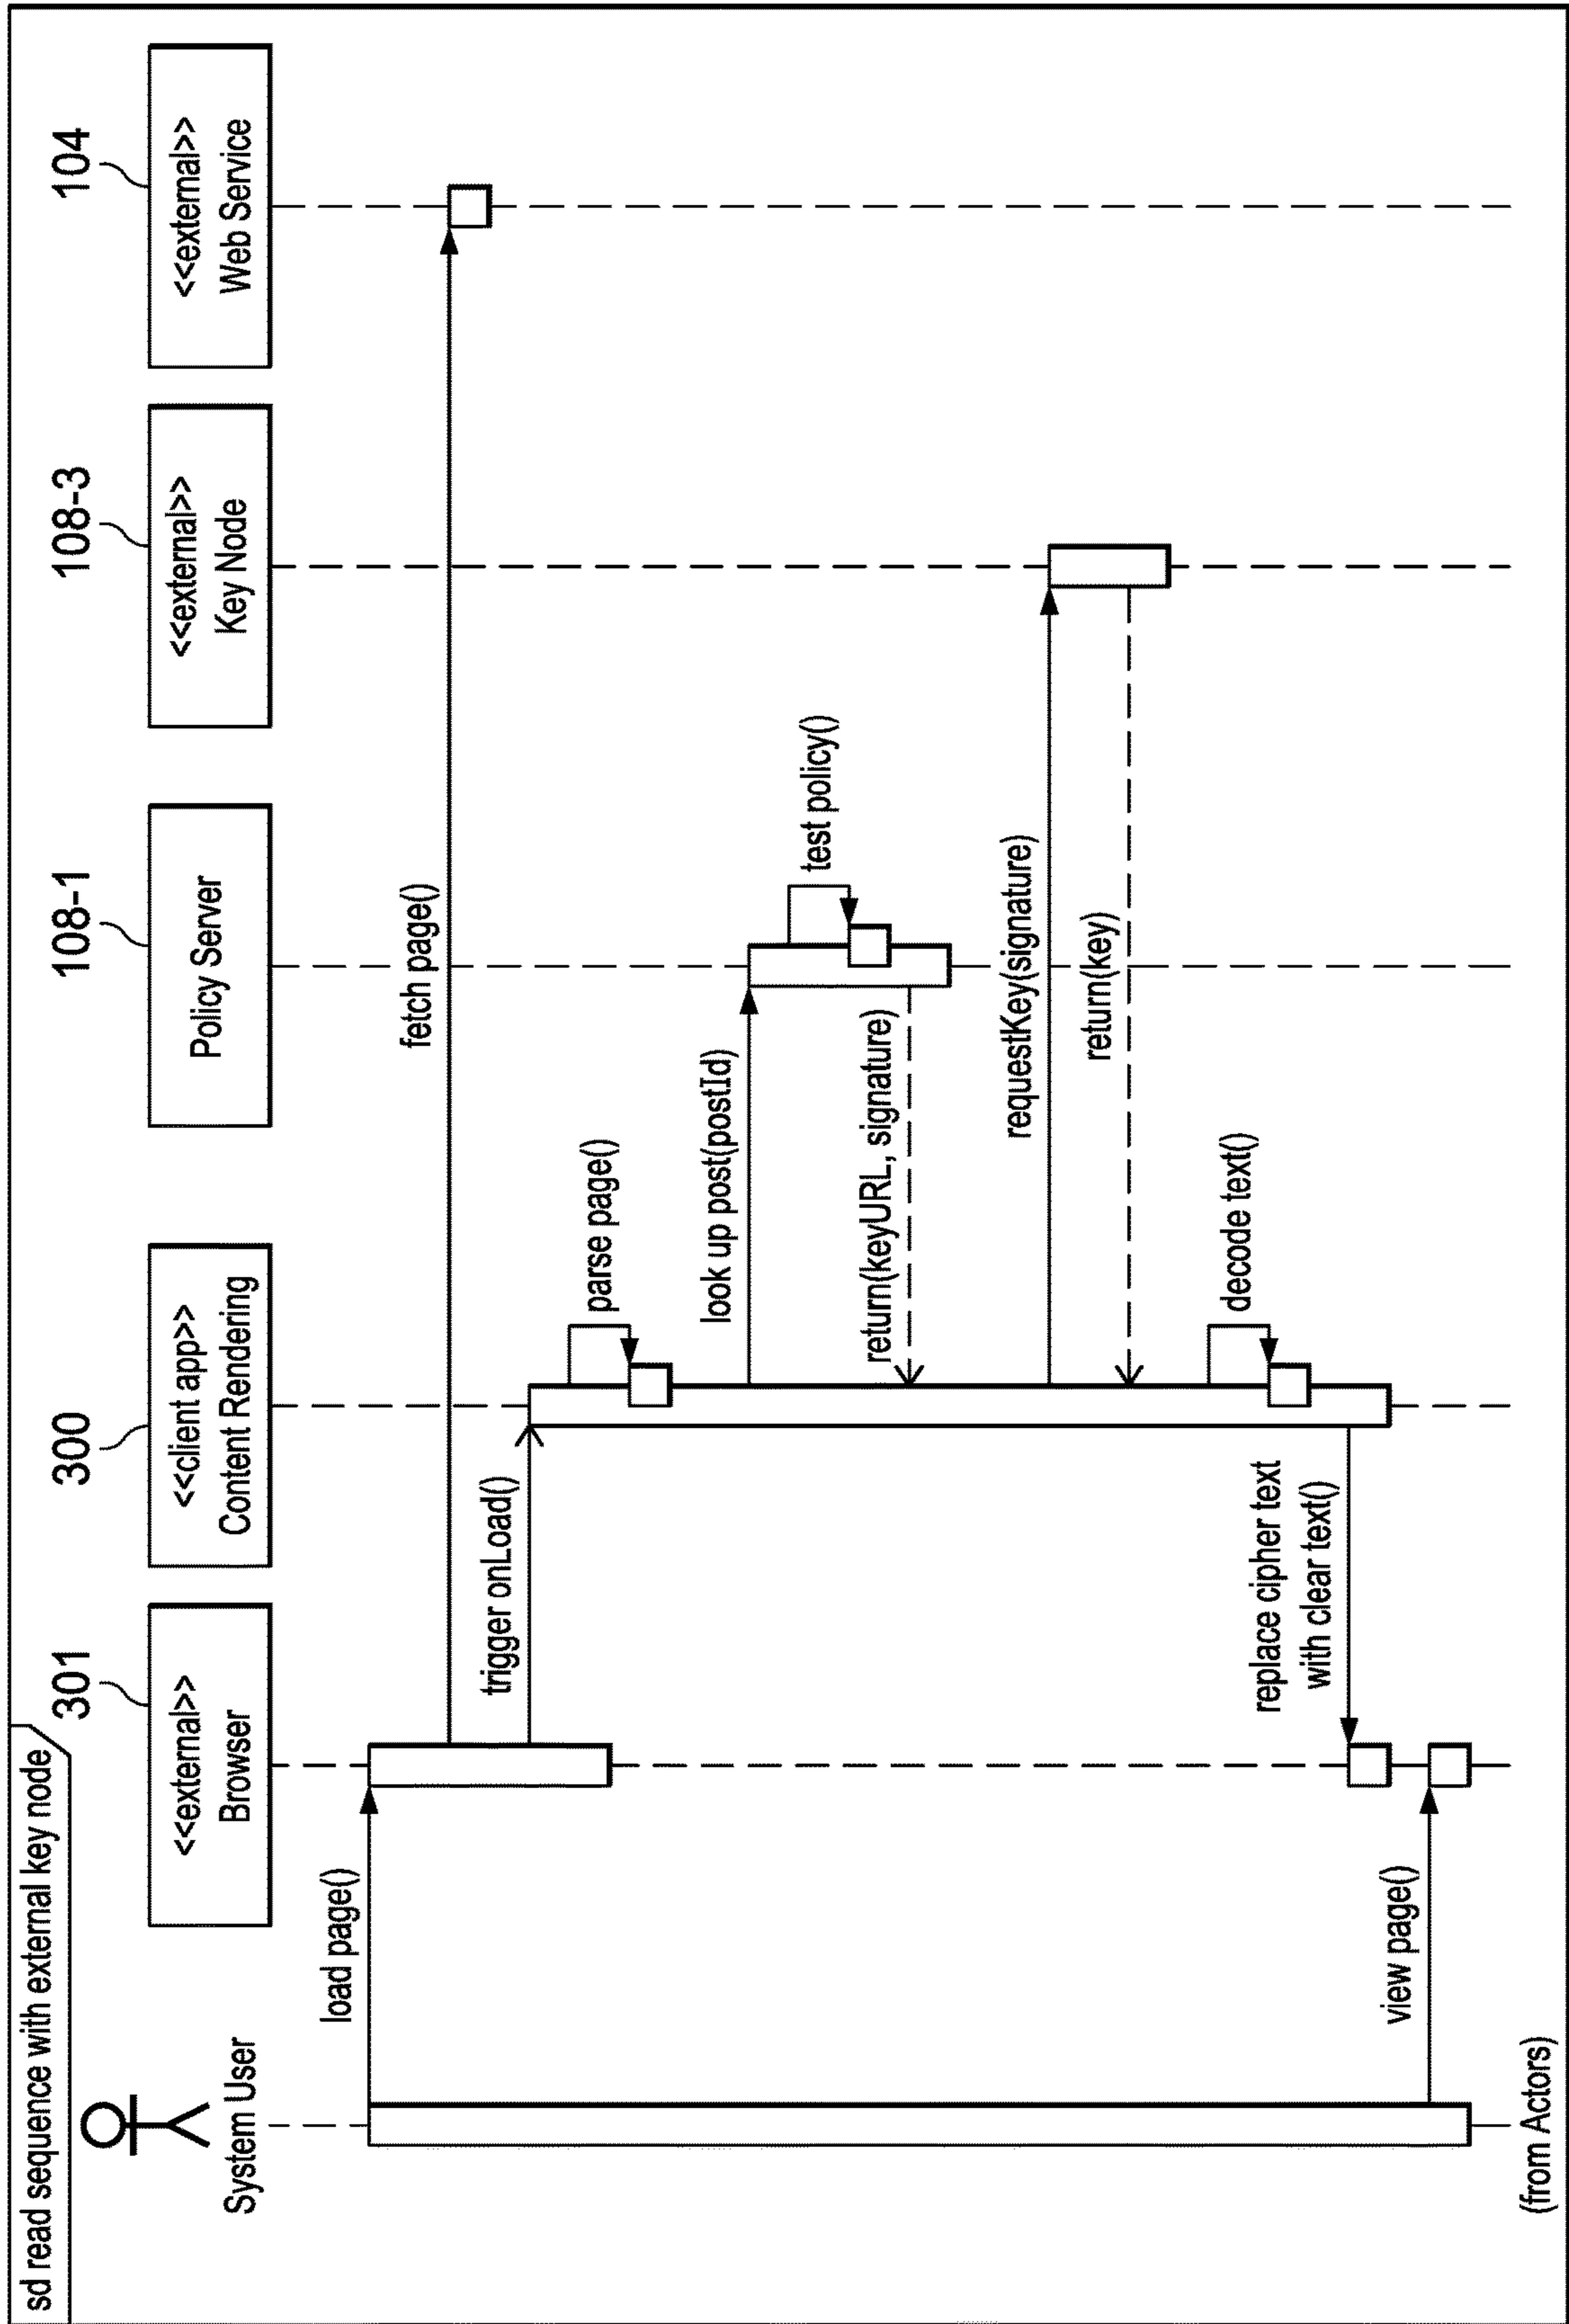 sd read sequence with external key node
System User
301
<<external>>
Browser
300
<<client app>>
Content Rendering
108-1
Policy Server
108-3
<<external>>
Key Node
104
<<external>>
Web Service
load page()
fetch page()
trigger onLoad()
parse page()
look up post(postId)
test policy()
return(keyURL, signature)
requestKey(signature)
return(key)
decode text()
replace cipher text
with clear text()
view page()
(from Actors)